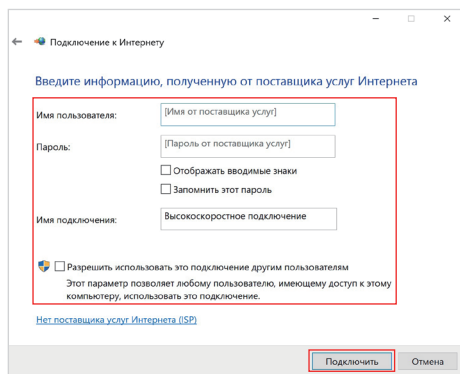 Подключение к Интернету
Введите информацию, полученную от поставщика услуг Интернета
Имя пользователя:
[Имя от поставщика услуг]
Пароль:
[Пароль от поставщика услуг]
Отображать вводимые знаки
Запомнить этот пароль
Имя подключения:
Высокоскоростное подключение
Разрешить использовать это подключение другим пользователям
Этот параметр позволяет любому пользователю, имеющему доступ к этому
компьютеру, использовать это подключение.
Нет поставщика услуг Интернета (ISP)
Подключить
Отмена